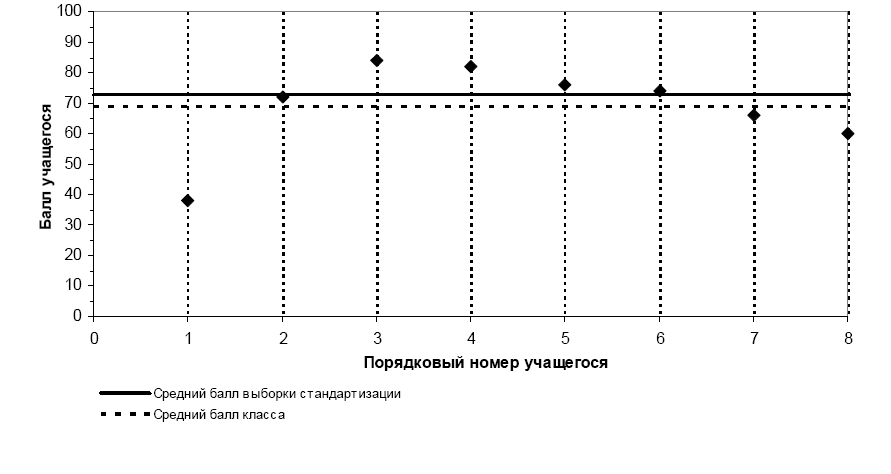 100
90
80
70
60
50
40
30
20
10
0
Балл учащегося
0 1 2 3 4 5 6 7 8
Порядковый номер учащегося
Средний балл выборки стандартизации
Средний балл класса